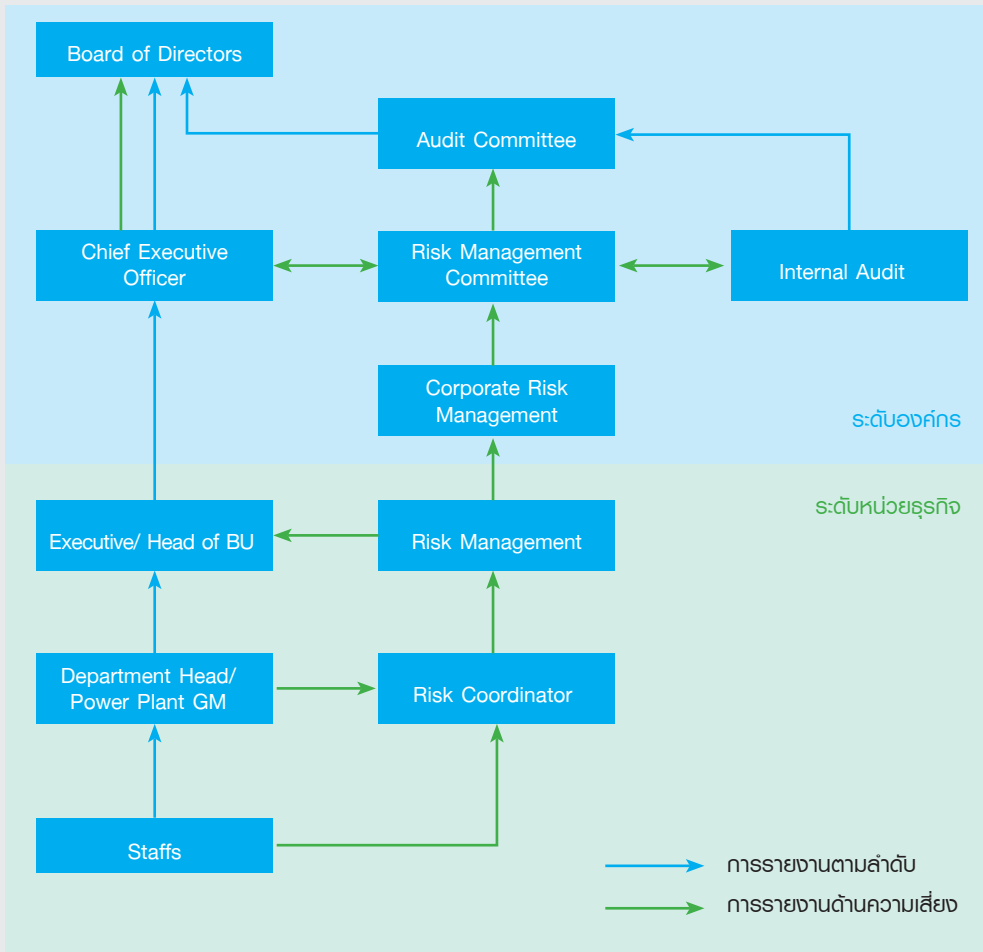 Board of Directors
Audit Committee
Chief Executive
Officer
Risk Management
Committee
Internal Audit
Corporate Risk
Management
ระดับองค์กร
ระดับหน่วยธุรกิจ
Executive/ Head of BU
Risk Management
Department Head/
Power Plant GM
Risk Coordinator
Staffs
การรายงานตามลำดับ
การรายงานด้านความเสี่ยง